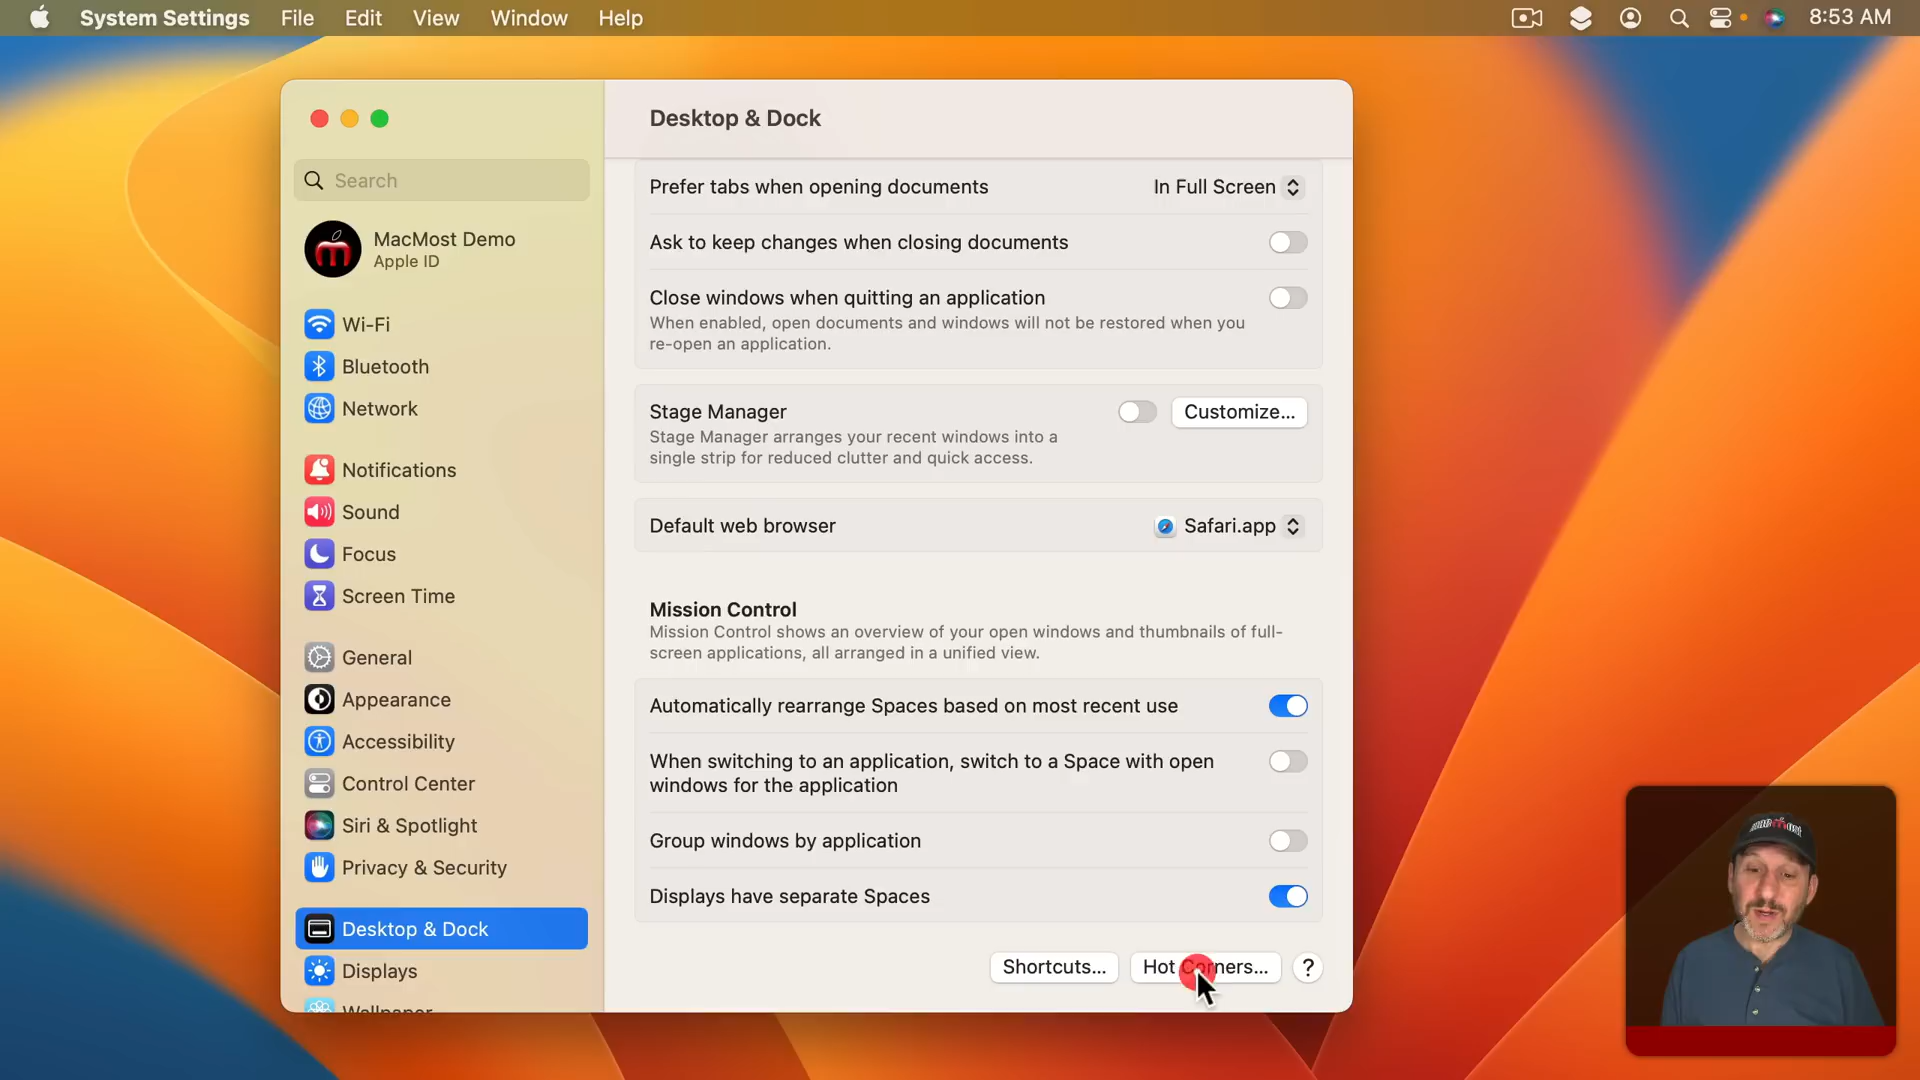 System Settings File Edit View Window Help 8:53 AM
Desktop & Dock
Search
MacMost Demo
Apple ID
Wi-Fi
Bluetooth
Network
Notifications
Sound
Focus
Screen Time
General
Appearance
Accessibility
Control Center
Siri & Spotlight
Privacy & Security
Desktop & Dock
Displays
Wallpaper
Prefer tabs when opening documents In Full Screen
Ask to keep changes when closing documents
Close windows when quitting an application
When enabled, open documents and windows will not be restored when you
re-open an application.
Stage Manager Customize...
Stage Manager arranges your recent windows into a
single strip for reduced clutter and quick access.
Default web browser Safari.app
Mission Control
Mission Control shows an overview of your open windows and thumbnails of full-
screen applications, all arranged in a unified view.
Automatically rearrange Spaces based on most recent use
When switching to an application, switch to a Space with open
windows for the application
Group windows by application
Displays have separate Spaces
Shortcuts... Hot Corners... ?